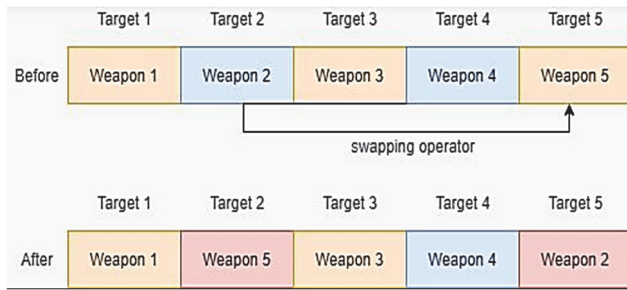 Target 1 Target 2 Target 3 Target 4 Target 5
Before Weapon 1 Weapon 2 Weapon 3 Weapon 4 Weapon 5
swapping operator
Target 1 Target 2 Target 3 Target 4 Target 5
After Weapon 1 Weapon 5 Weapon 3 Weapon 4 Weapon 2